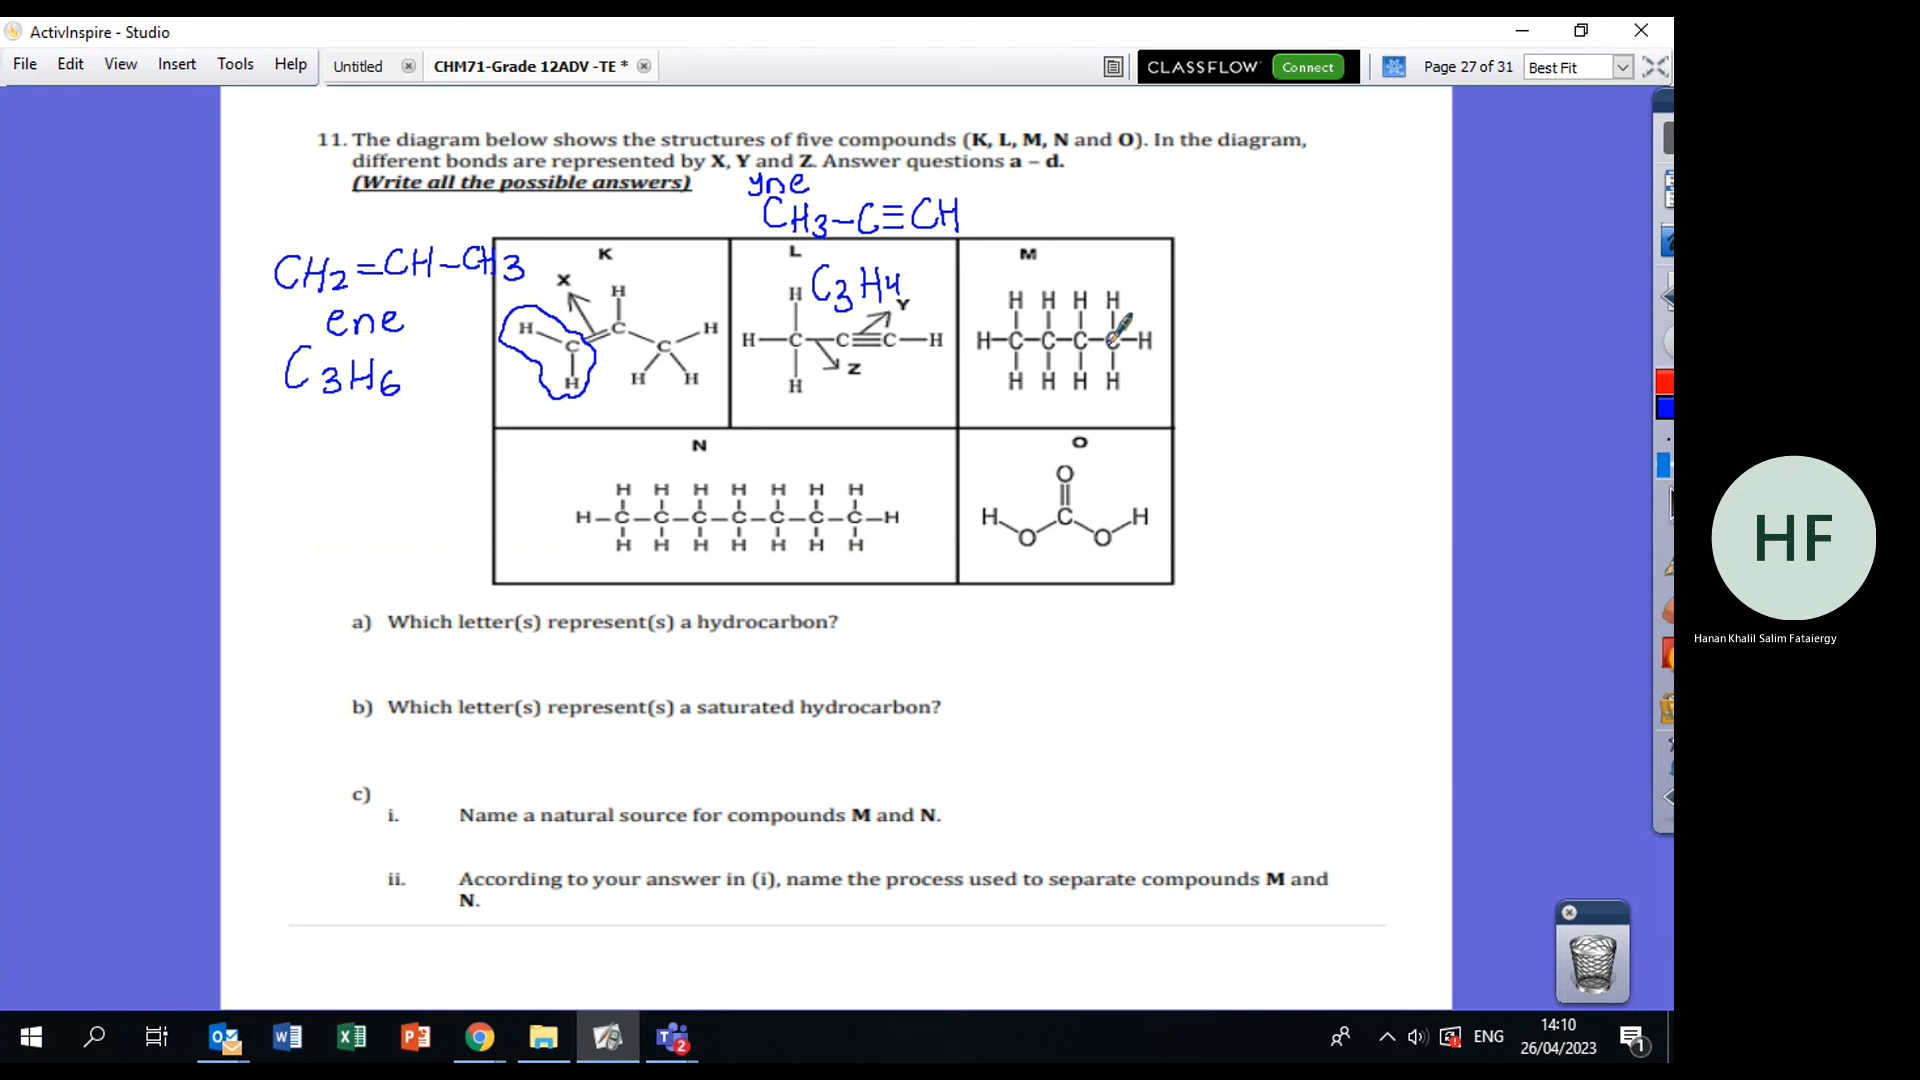 ActivInspire - Studio
File Edit View Insert Tools Help
Untitled
CHM71-Grade 12ADV -TE *
CLASSFLOW Connect
Page 27 of 31
Best Fit
11. The diagram below shows the structures of five compounds (K, L, M, N and O). In the diagram,
different bonds are represented by X, Y and Z. Answer questions a – d.
(Write all the possible answers)
yne
CH3-C≡CH
CH2=CH-CH3
ene
C3H6
K
X
H
H H
C C C
H H H
L
C3H4
H Y
H-C-C≡C-H
Z
H
M
H H H H
H-C-C-C-C-H
H H H H
N
H H H H H H H
H-C-C-C-C-C-C-C-H
H H H H H H H
O
O
H C H
O O
a) Which letter(s) represent(s) a hydrocarbon?
b) Which letter(s) represent(s) a saturated hydrocarbon?
c)
i. Name a natural source for compounds M and N.
ii. According to your answer in (i), name the process used to separate compounds M and
N.
HF
Hanan Khalil Salim Fataiergy
2
ENG
14:10
26/04/2023
1